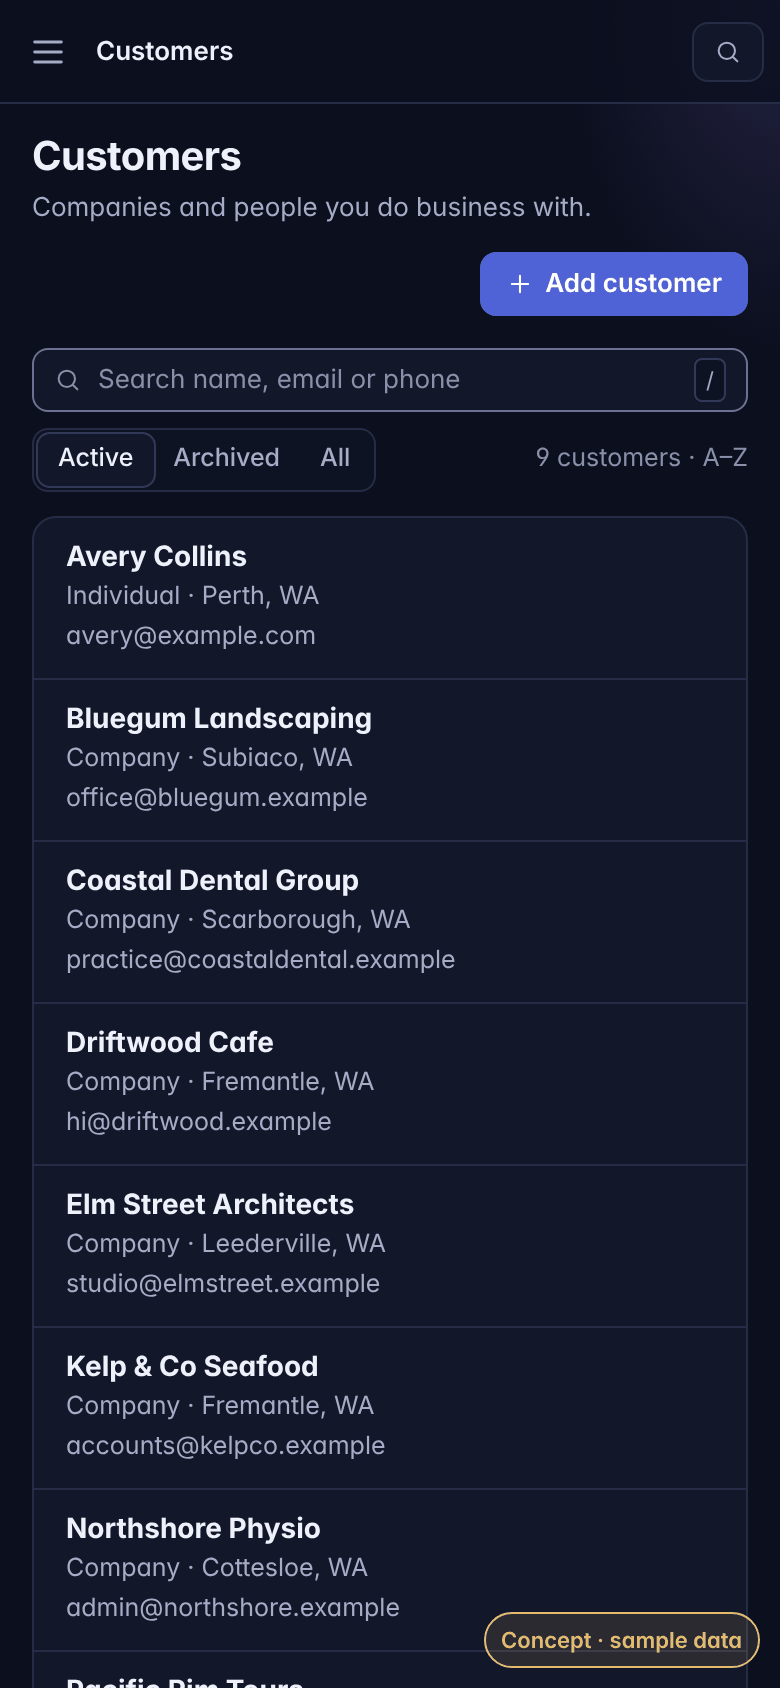 Customers
Customers
Companies and people you do business with.
Add customer
Search name, email or phone /
Active Archived All 9 customers · A–Z
Avery Collins
Individual · Perth, WA
avery@example.com
Bluegum Landscaping
Company · Subiaco, WA
office@bluegum.example
Coastal Dental Group
Company · Scarborough, WA
practice@coastaldental.example
Driftwood Cafe
Company · Fremantle, WA
hi@driftwood.example
Elm Street Architects
Company · Leederville, WA
studio@elmstreet.example
Kelp & Co Seafood
Company · Fremantle, WA
accounts@kelpco.example
Northshore Physio
Company · Cottesloe, WA
admin@northshore.example
Concept · sample data
Pacific Rim Tours